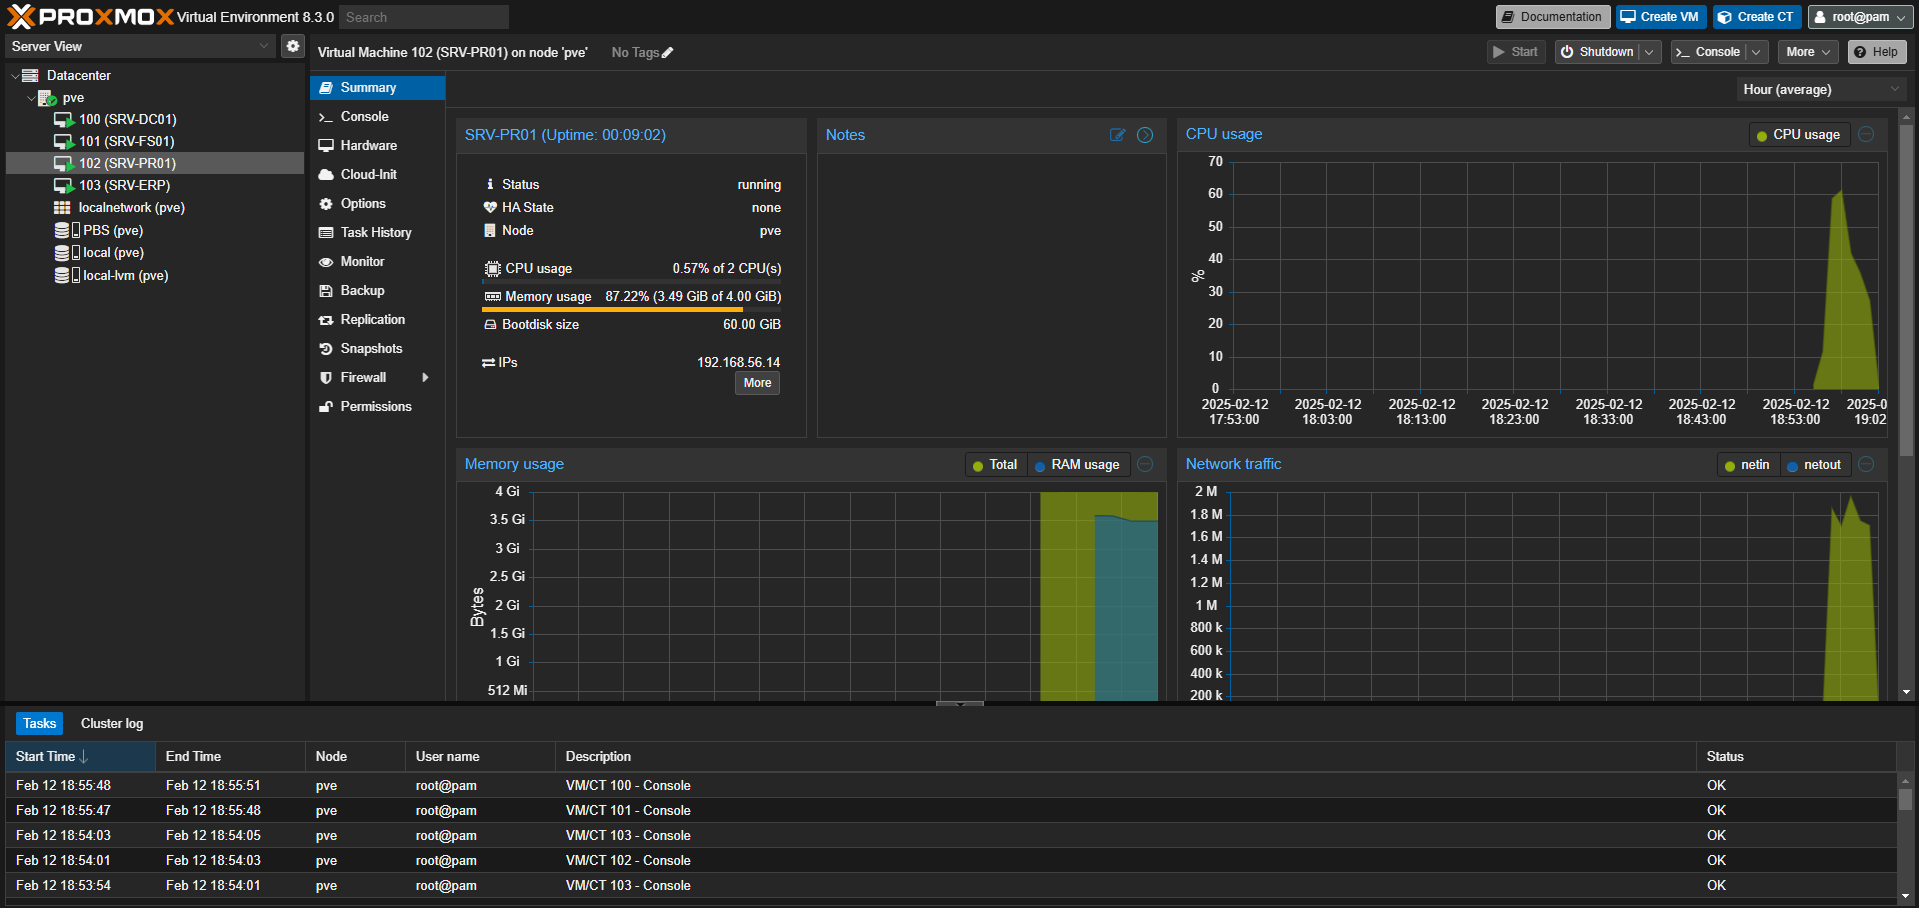 PROXMOX Virtual Environment 8.3.0 Search Documentation Create VM Create CT root@pam
Server View
Datacenter
pve
100 (SRV-DC01)
101 (SRV-FS01)
102 (SRV-PR01)
103 (SRV-ERP)
localnetwork (pve)
PBS (pve)
local (pve)
local-lvm (pve)
Virtual Machine 102 (SRV-PR01) on node 'pve' No Tags Start Shutdown Console More Help
Summary
Console
Hardware
Cloud-Init
Options
Task History
Monitor
Backup
Replication
Snapshots
Firewall
Permissions
Hour (average)
SRV-PR01 (Uptime: 00:09:02)
Status running
HA State none
Node pve
CPU usage 0.57% of 2 CPU(s)
Memory usage 87.22% (3.49 GiB of 4.00 GiB)
Bootdisk size 60.00 GiB
IPs 192.168.56.14
More
Notes
CPU usage CPU usage
70
60
50
40
%
30
20
10
0
2025-02-12 2025-02-12 2025-02-12 2025-02-12 2025-02-12 2025-02-12 2025-02-12 2025-0
17:53:00 18:03:00 18:13:00 18:23:00 18:33:00 18:43:00 18:53:00 19:02
Memory usage Total RAM usage
4 Gi
3.5 Gi
3 Gi
2.5 Gi
Bytes
2 Gi
1.5 Gi
1 Gi
512 Mi
Network traffic netin netout
2 M
1.8 M
1.6 M
1.4 M
1.2 M
1 M
800 k
600 k
400 k
200 k
Tasks Cluster log
Start Time End Time Node User name Description Status
Feb 12 18:55:48 Feb 12 18:55:51 pve root@pam VM/CT 100 - Console OK
Feb 12 18:55:47 Feb 12 18:55:48 pve root@pam VM/CT 101 - Console OK
Feb 12 18:54:03 Feb 12 18:54:05 pve root@pam VM/CT 103 - Console OK
Feb 12 18:54:01 Feb 12 18:54:03 pve root@pam VM/CT 102 - Console OK
Feb 12 18:53:54 Feb 12 18:54:01 pve root@pam VM/CT 103 - Console OK